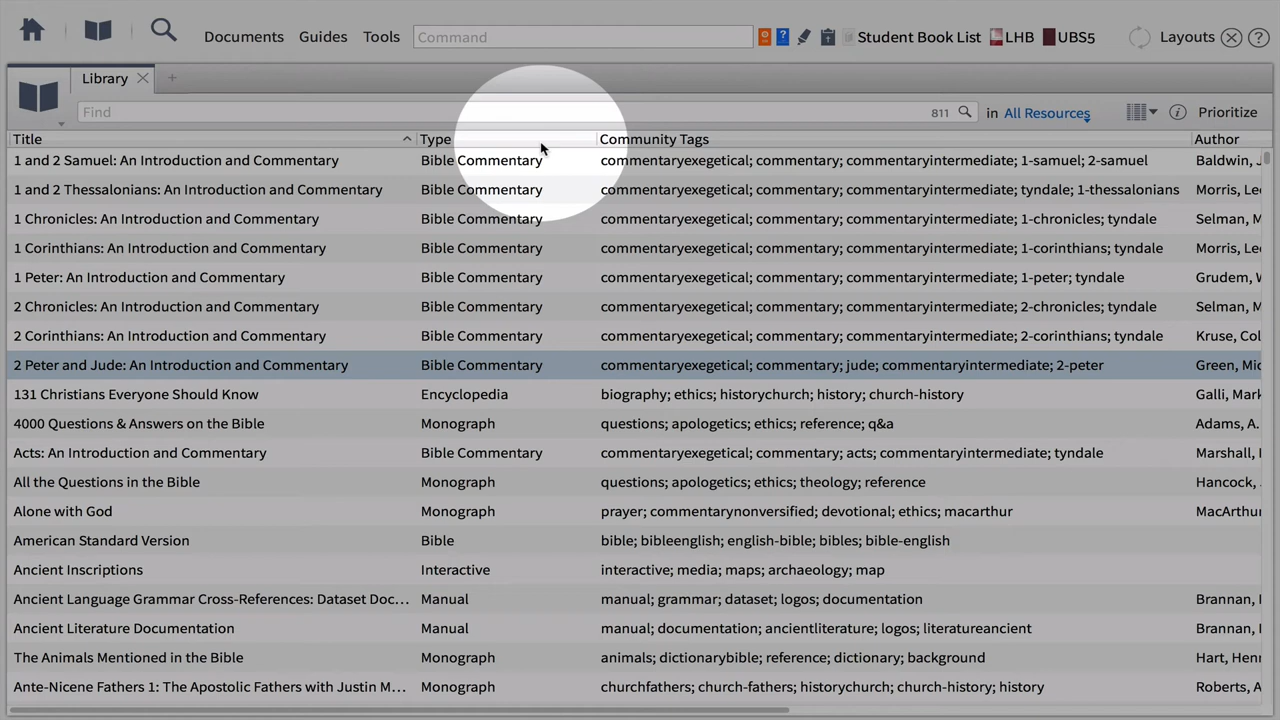 Documents Guides Tools Command Student Book List LHB UBS5 Layouts
Library
Find 811 in All Resources Prioritize
Title Type Community Tags Author
1 and 2 Samuel: An Introduction and Commentary Bible Commentary commentaryexegetical; commentary; commentaryintermediate; 1-samuel; 2-samuel Baldwin, J
1 and 2 Thessalonians: An Introduction and Commentary Bible Commentary commentaryexegetical; commentary; commentaryintermediate; tyndale; 1-thessalonians Morris, Le
1 Chronicles: An Introduction and Commentary Bible Commentary commentaryexegetical; commentary; commentaryintermediate; 1-chronicles; tyndale Selman, M
1 Corinthians: An Introduction and Commentary Bible Commentary commentaryexegetical; commentary; commentaryintermediate; 1-corinthians; tyndale Morris, Le
1 Peter: An Introduction and Commentary Bible Commentary commentaryexegetical; commentary; commentaryintermediate; 1-peter; tyndale Grudem, W
2 Chronicles: An Introduction and Commentary Bible Commentary commentaryexegetical; commentary; commentaryintermediate; 2-chronicles; tyndale Selman, M
2 Corinthians: An Introduction and Commentary Bible Commentary commentaryexegetical; commentary; commentaryintermediate; 2-corinthians; tyndale Kruse, Col
2 Peter and Jude: An Introduction and Commentary Bible Commentary commentaryexegetical; commentary; jude; commentaryintermediate; 2-peter Green, Mic
131 Christians Everyone Should Know Encyclopedia biography; ethics; historychurch; history; church-history Galli, Mark
4000 Questions & Answers on the Bible Monograph questions; apologetics; ethics; reference; q&a Adams, A.
Acts: An Introduction and Commentary Bible Commentary commentaryexegetical; commentary; acts; commentaryintermediate; tyndale Marshall, I
All the Questions in the Bible Monograph questions; apologetics; ethics; theology; reference Hancock,
Alone with God Monograph prayer; commentarynonversified; devotional; ethics; macarthur MacArthu
American Standard Version Bible bible; bibleenglish; english-bible; bibles; bible-english
Ancient Inscriptions Interactive interactive; media; maps; archaeology; map
Ancient Language Grammar Cross-References: Dataset Doc... Manual manual; grammar; dataset; logos; documentation Brannan,
Ancient Literature Documentation Manual manual; documentation; ancientliterature; logos; literatureancient Brannan,
The Animals Mentioned in the Bible Monograph animals; dictionarybible; reference; dictionary; background Hart, Hen
Ante-Nicene Fathers 1: The Apostolic Fathers with Justin M... Monograph churchfathers; church-fathers; historychurch; church-history; history Roberts, A